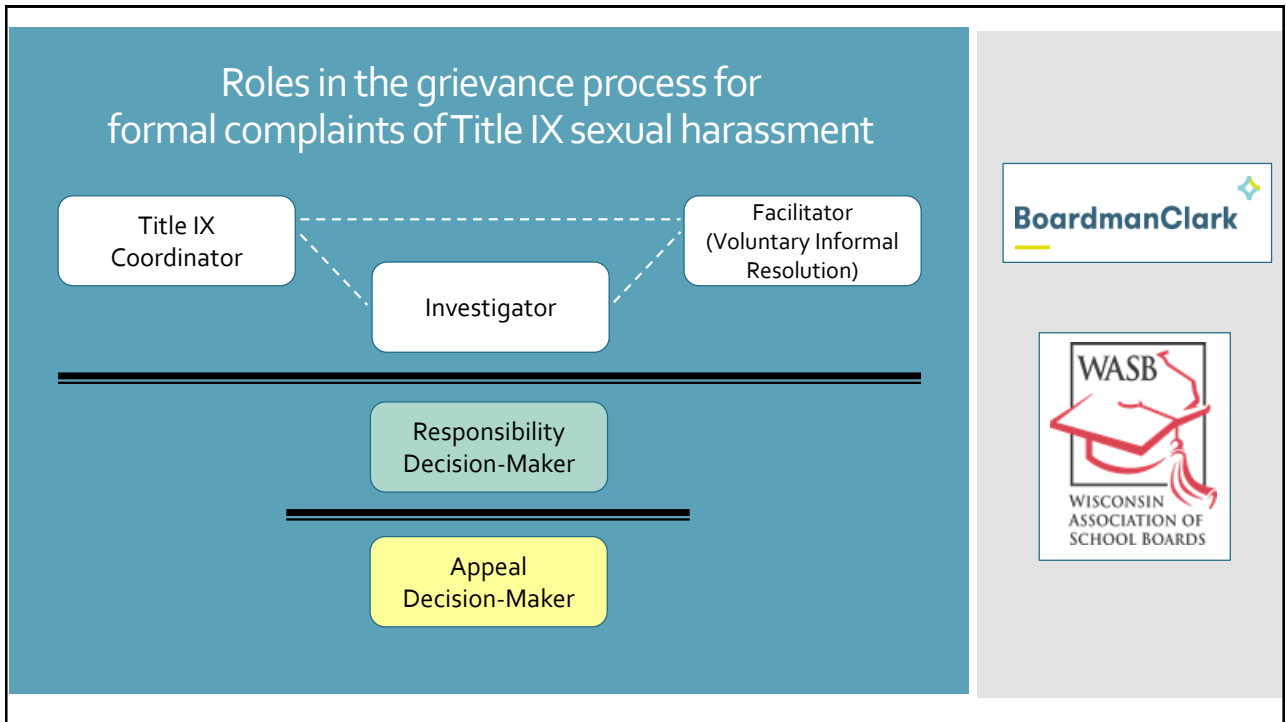 Roles in the grievance process for
formal complaints of Title IX sexual harassment
Title IX
Coordinator
Facilitator
(Voluntary Informal
Resolution)
Investigator
Responsibility
Decision-Maker
Appeal
Decision-Maker
BoardmanClark
WASB
WISCONSIN
ASSOCIATION OF
SCHOOL BOARDS